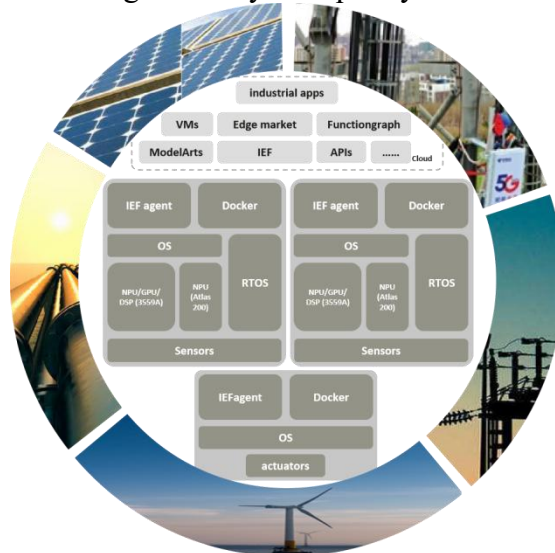 industrial apps
VMs Edge market Functiongraph
ModelArts IEF APIs ......
Cloud
IEF agent Docker
OS
NPU/GPU/
DSP (3559A)
NPU
(Atlas
200)
RTOS
Sensors
IEF agent Docker
OS
NPU/GPU/
DSP (3559A)
NPU
(Atlas
200)
RTOS
Sensors
IEFagent Docker
OS
actuators
5G